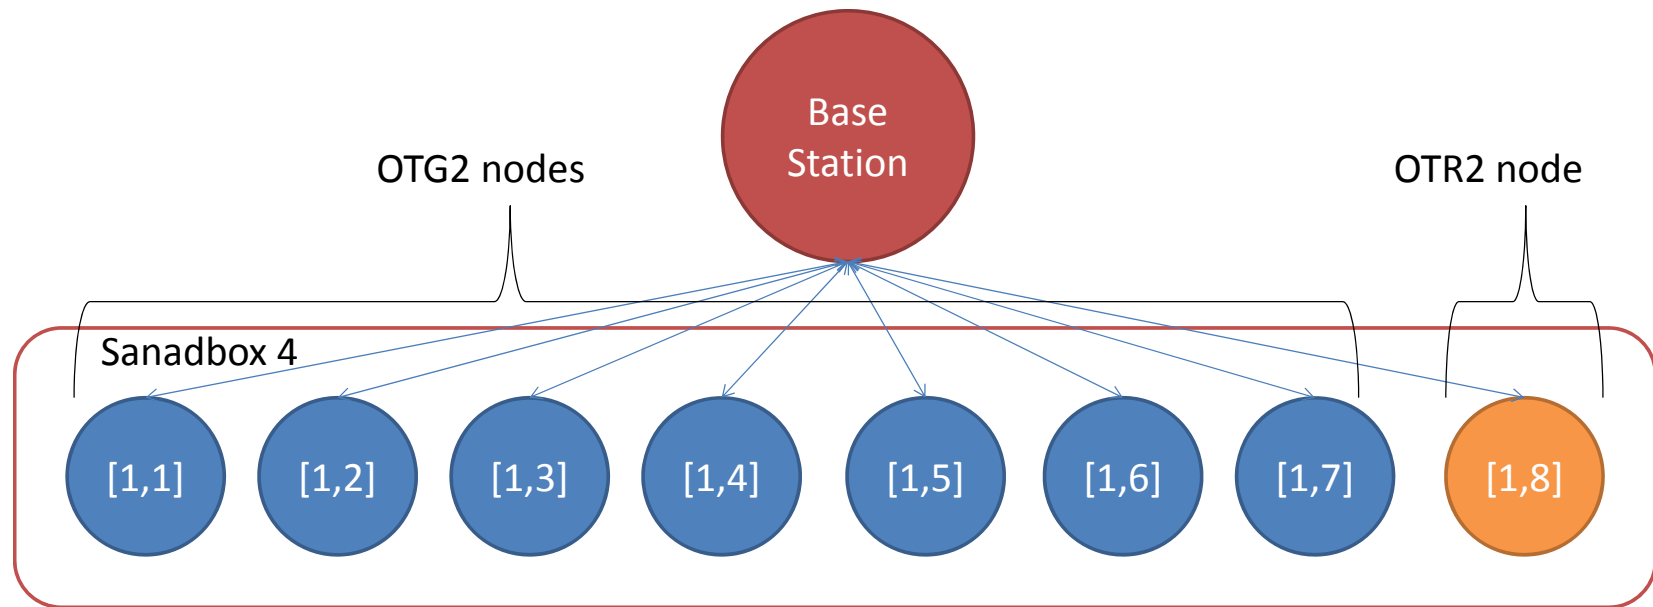 Base
Station
OTG2 nodes
OTR2 node
Sanadbox 4
[1,1]
[1,2]
[1,3]
[1,4]
[1,5]
[1,6]
[1,7]
[1,8]